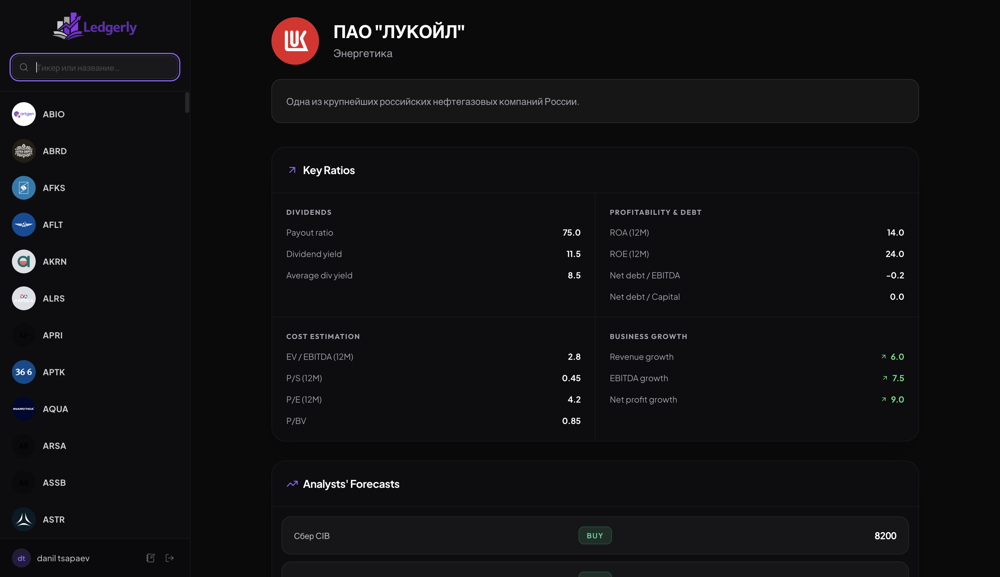 Ledgerly
Тикер или название...
artgen
ABIO
АБРАУ-ДЮРСО
ABRD
AFKS
AFLT
AKRN
АЛРОСА
ALRS
AP
APRI
36·6
APTK
INARCTICA
AQUA
AR
ARSA
AS
ASSB
ASTR
dt
danil tsapaev
LUK
ПАО "ЛУКОЙЛ"
Энергетика
Одна из крупнейших российских нефтегазовых компаний России.
Key Ratios
DIVIDENDS
Payout ratio 75.0
Dividend yield 11.5
Average div yield 8.5
PROFITABILITY & DEBT
ROA (12M) 14.0
ROE (12M) 24.0
Net debt / EBITDA -0.2
Net debt / Capital 0.0
COST ESTIMATION
EV / EBITDA (12M) 2.8
P/S (12M) 0.45
P/E (12M) 4.2
P/BV 0.85
BUSINESS GROWTH
Revenue growth 6.0
EBITDA growth 7.5
Net profit growth 9.0
Analysts' Forecasts
Сбер CIB BUY 8200